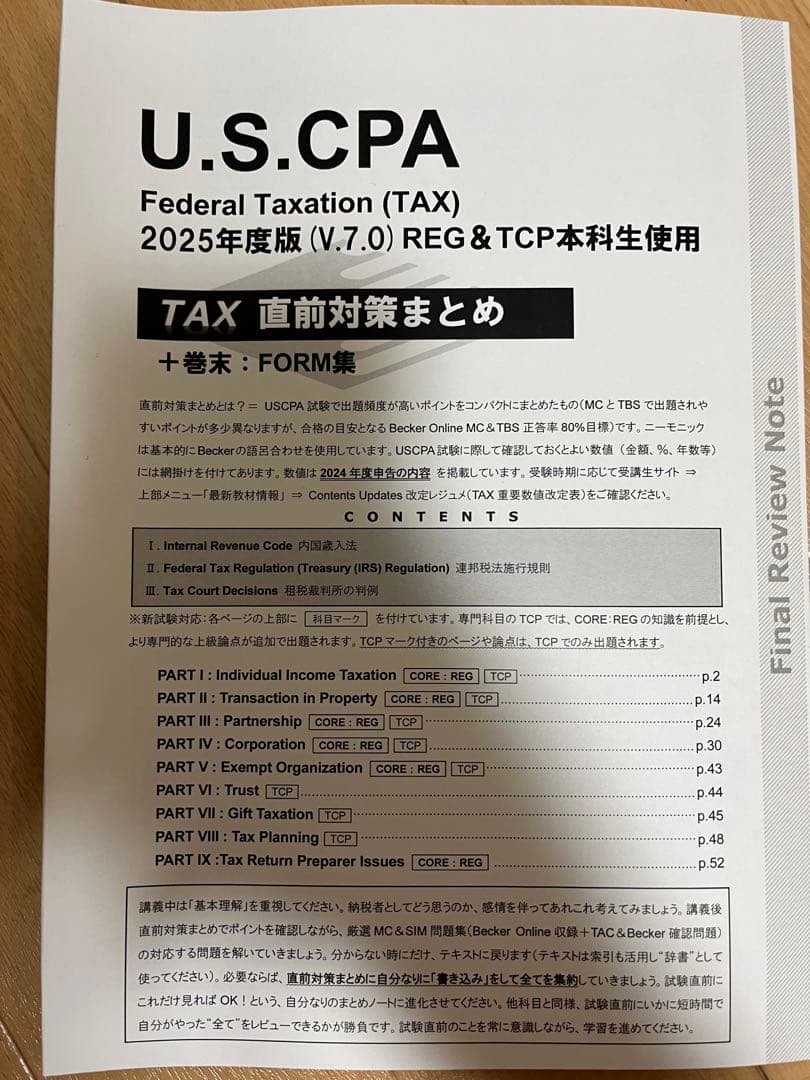 U.S.CPA
Federal Taxation (TAX)
2025年度版(V.7.0) REG＆TCP本科生使用
TAX 直前対策まとめ
＋巻末：FORM集
直前対策まとめとは？＝ USCPA 試験で出題頻度が高いポイントをコンパクトにまとめたもの（MC と TBS で出題されや
すいポイントが多少異なりますが、合格の目安となる Becker Online MC＆TBS 正答率 80％目標）です。ニーモニック
は基本的に Becker の語呂合わせを使用しています。USCPA 試験に際して確認しておくとよい数値 （金額、%、年数等）
には網掛けを付けてあります。数値は 2024 年度申告の内容 を掲載しています。受験時期に応じて受講生サイト ⇒
上部メニュー「最新教材情報」 ⇒ Contents Updates 改定レジュメ（TAX 重要数値改定表）をご確認ください。
CONTENTS
Ⅰ. Internal Revenue Code 内国歳入法
Ⅱ. Federal Tax Regulation (Treasury (IRS) Regulation) 連邦税法施行規則
Ⅲ. Tax Court Decisions 租税裁判所の判例
※新試験対応：各ページの上部に 科目マーク を付けています。専門科目の TCP では、CORE：REG の知識を前提とし、
より専門的な上級論点が追加で出題されます。TCP マーク付きのページや論点は、TCP でのみ出題されます。
PART I : Individual Income Taxation CORE : REG TCP p.2
PART II : Transaction in Property CORE : REG TCP p.14
PART III : Partnership CORE : REG TCP p.24
PART IV : Corporation CORE : REG TCP p.30
PART V : Exempt Organization CORE : REG TCP p.43
PART VI : Trust TCP p.44
PART VII : Gift Taxation TCP p.45
PART VIII : Tax Planning TCP p.48
PART IX :Tax Return Preparer Issues CORE : REG p.52
講義中は「基本理解」を重視してください。納税者としてどう思うのか、感情を伴ってあれこれ考えてみましょう。講義後
直前対策まとめでポイントを確認しながら、厳選 MC＆SIM 問題集（Becker Online 収録＋TAC＆Becker 確認問題）
の対応する問題を解いていきましょう。分からない時にだけ、テキストに戻ります（テキストは索引も活用し“辞書”として
使ってください）。必要ならば、直前対策まとめに自分なりに「書き込み」をして全てを集約していきましょう。試験直前に
これだけ見れば OK！という、自分なりのまとめノートに進化させてください。他科目と同様、試験直前にいかに短時間で
自分がやった“全て”をレビューできるかが勝負です。試験直前のことを常に意識しながら、学習を進めてください。
Final Review Note